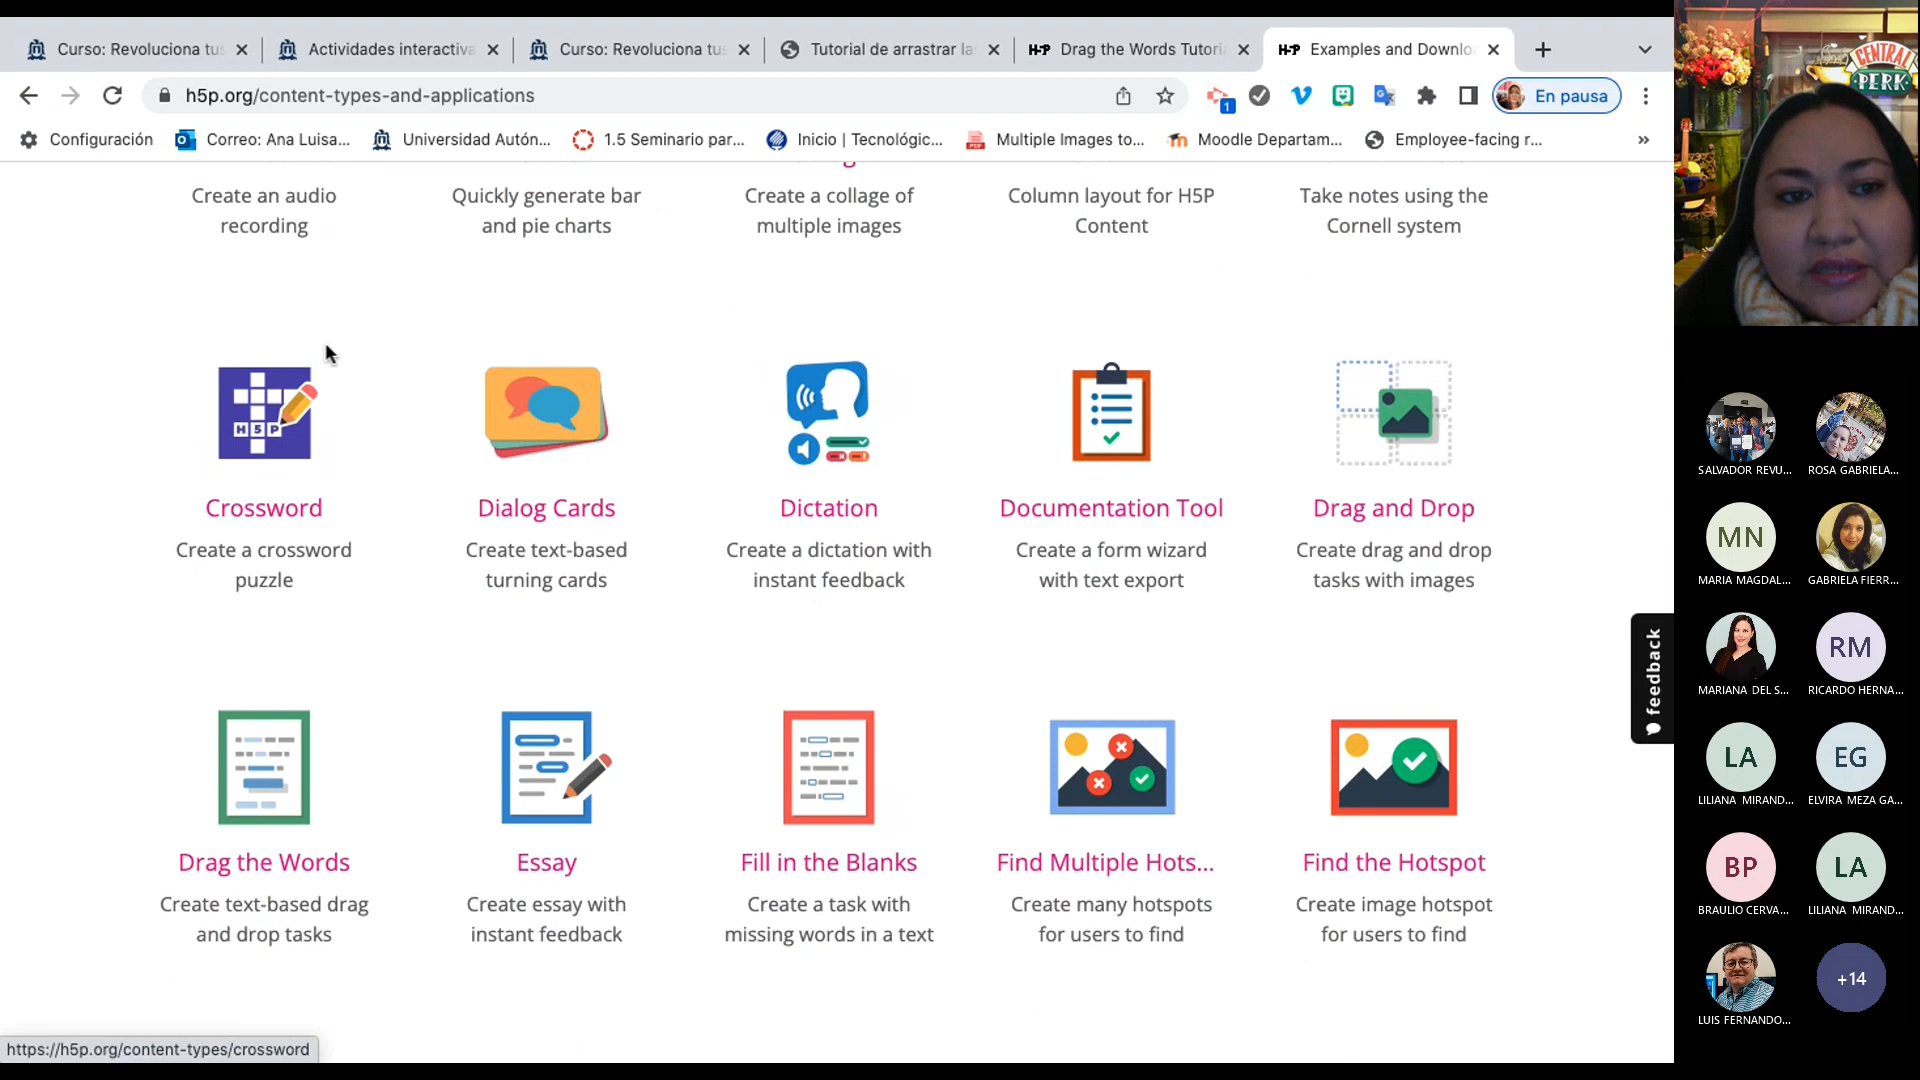 Curso: Revoluciona tus
Actividades interactiva
Curso: Revoluciona tus
Tutorial de arrastrar la
H-P
Drag the Words Tutori
H-P
Examples and Downlo
h5p.org/content-types-and-applications
1
En pausa
Configuración
Correo: Ana Luisa...
Universidad Autón...
1.5 Seminario par...
Inicio | Tecnológic...
Multiple Images to...
Moodle Departam...
Employee-facing r...
»
CENTRAL
PERK
Create an audio
recording
Quickly generate bar
and pie charts
Create a collage of
multiple images
Column layout for H5P
Content
Take notes using the
Cornell system
H5P
Crossword
Create a crossword
puzzle
Dialog Cards
Create text-based
turning cards
Dictation
Create a dictation with
instant feedback
Documentation Tool
Create a form wizard
with text export
Drag and Drop
Create drag and drop
tasks with images
Drag the Words
Create text-based drag
and drop tasks
Essay
Create essay with
instant feedback
Fill in the Blanks
Create a task with
missing words in a text
Find Multiple Hots...
Create many hotspots
for users to find
Find the Hotspot
Create image hotspot
for users to find
feedback
https://h5p.org/content-types/crossword
SALVADOR REVU...
ROSA GABRIELA...
MN
MARIA MAGDAL...
GABRIELA FIERR...
MARIANA DEL S...
RM
RICARDO HERNA...
LA
LILIANA MIRAND...
EG
ELVIRA MEZA GA...
BP
BRAULIO CERVA...
LA
LILIANA MIRAND...
LUIS FERNANDO...
+14